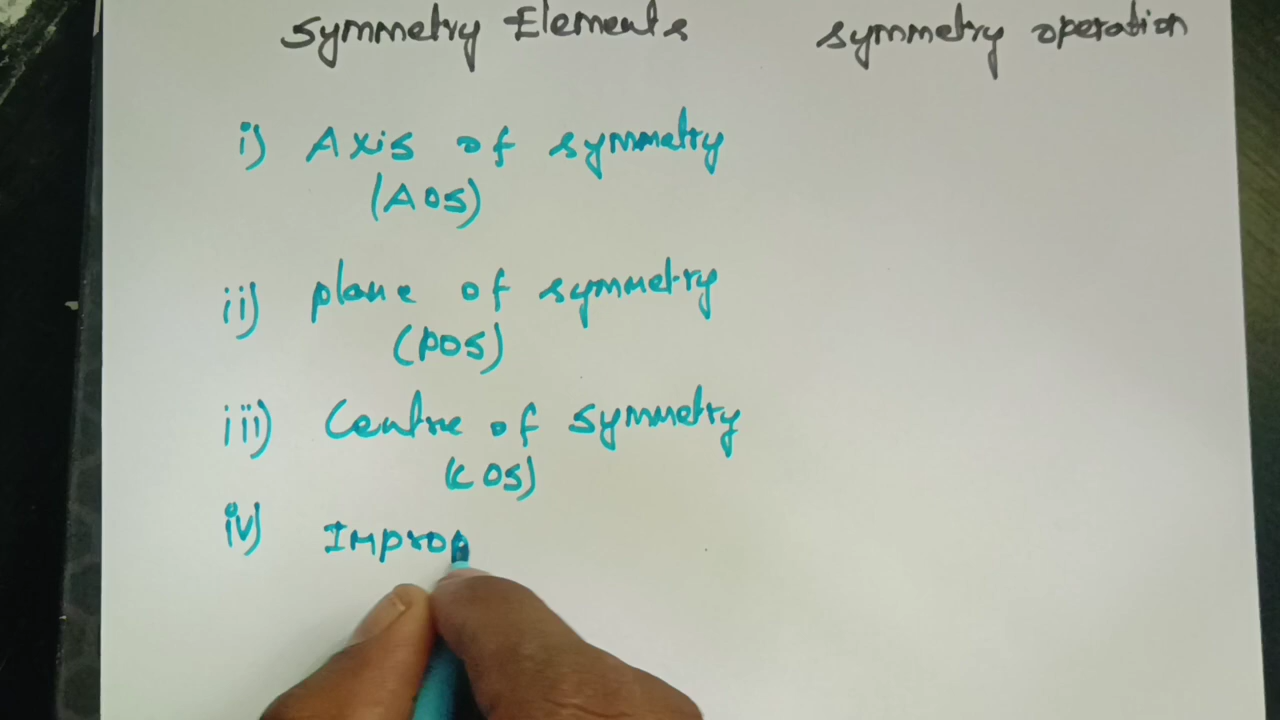 Symmetry Elements symmetry operation
i) Axis of symmetry
(AOS)
ii) plane of symmetry
(POS)
iii) Centre of symmetry
(COS)
iv) Improp